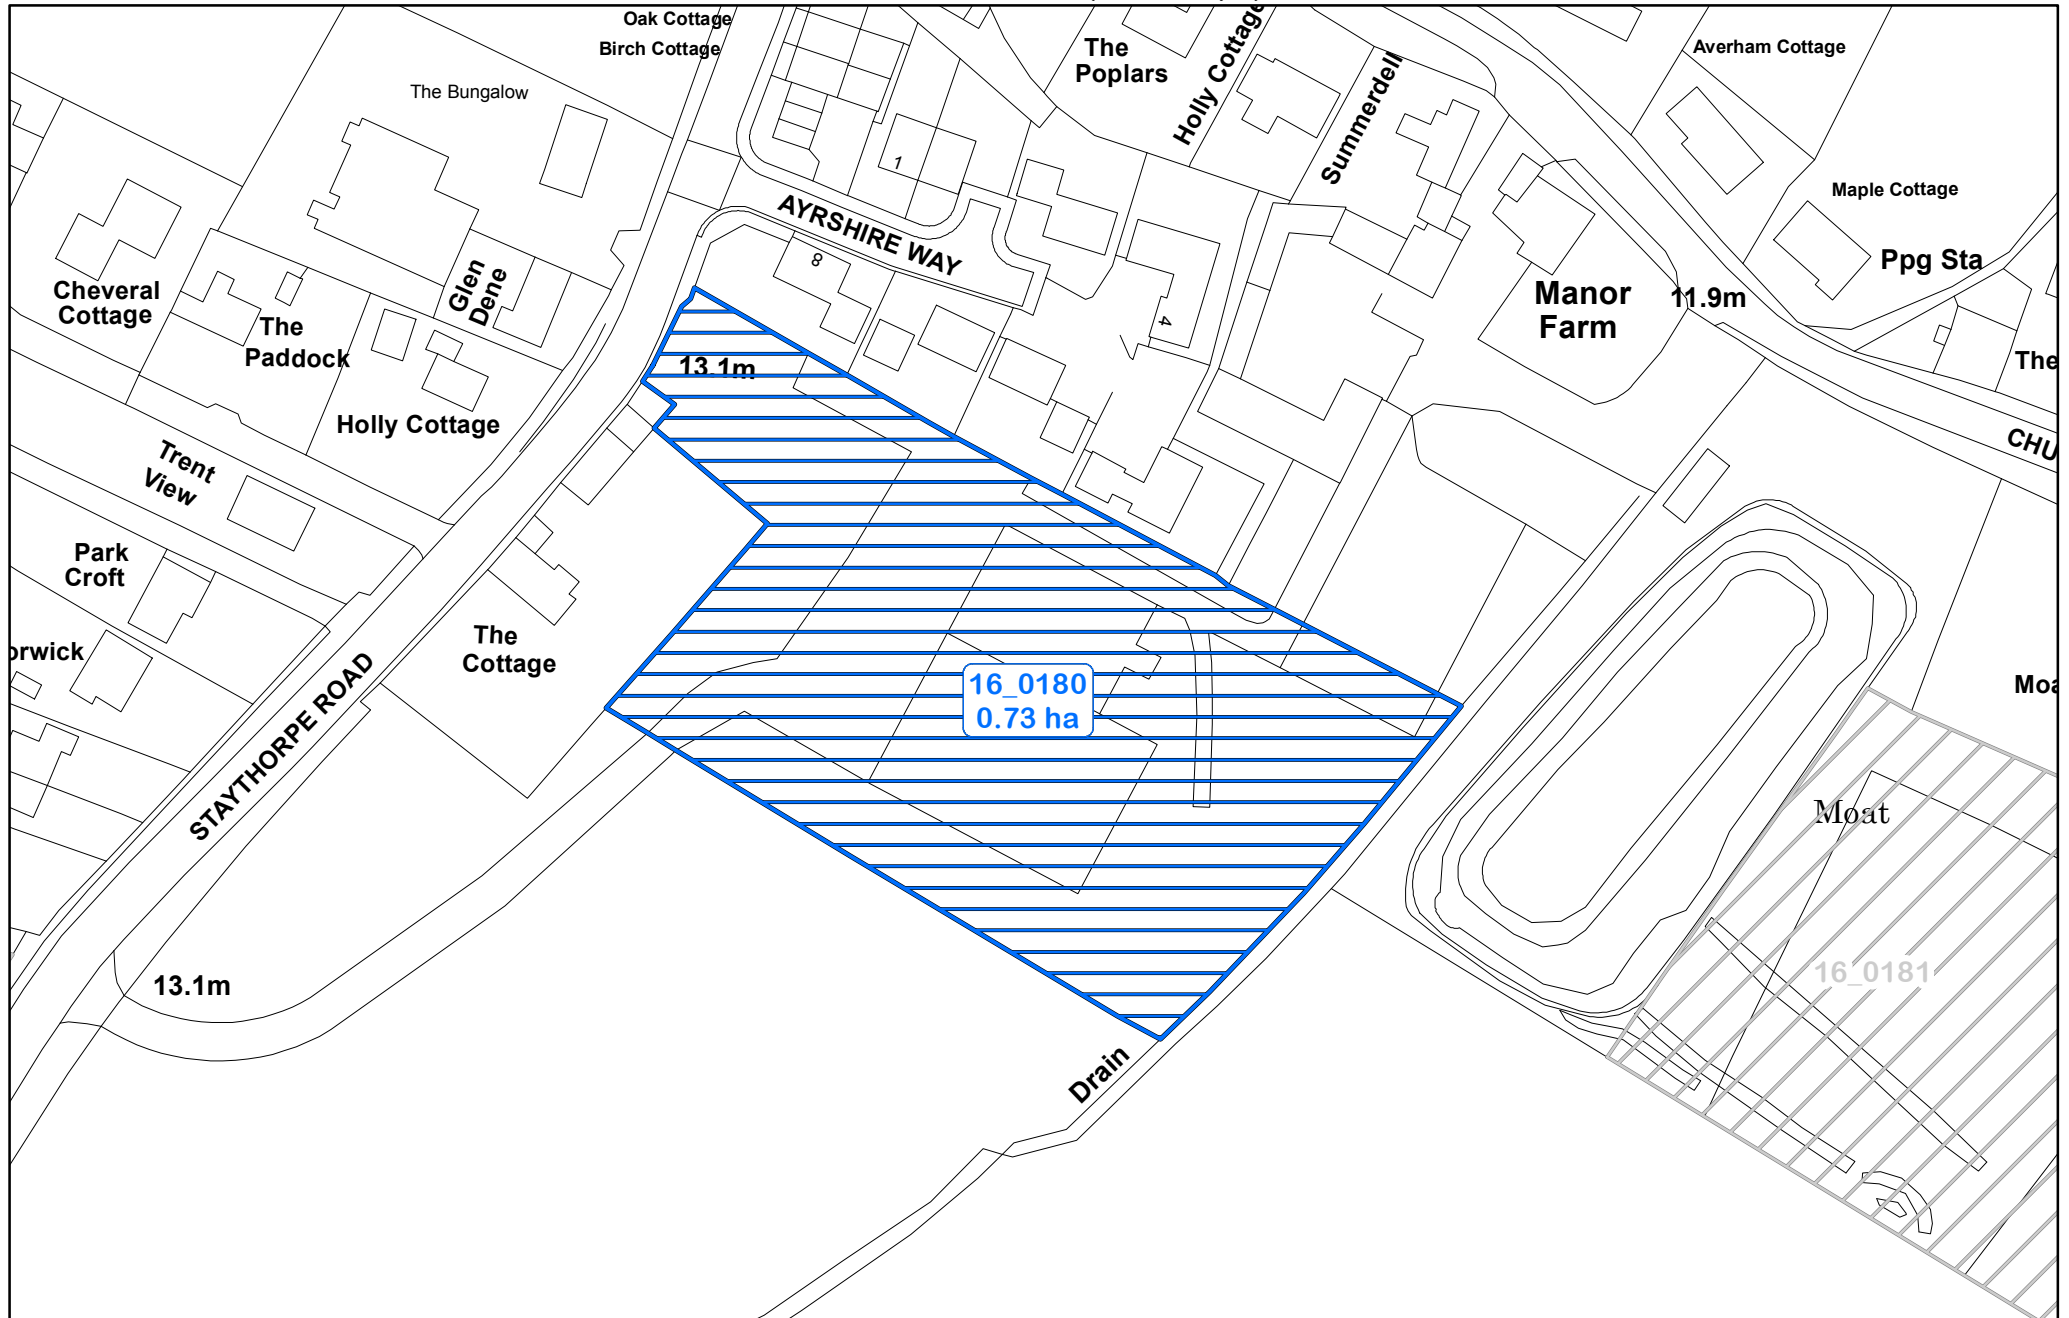 Oak Cottage
Birch Cottage
The
Poplars
Holly Cottage
Summerdell
Averham Cottage
The Bungalow
1
Maple Cottage
AYRSHIRE WAY
8
Ppg Sta
Cheveral
Cottage
Glen
Dene
The
Paddock
4
Manor
Farm
11.9m
The
13.1m
Holly Cottage
CHU
Trent
View
Park
Croft
The
Cottage
orwick
STAYTHORPE ROAD
16_0180
0.73 ha
Moa
Moat
16_0181
13.1m
Drain